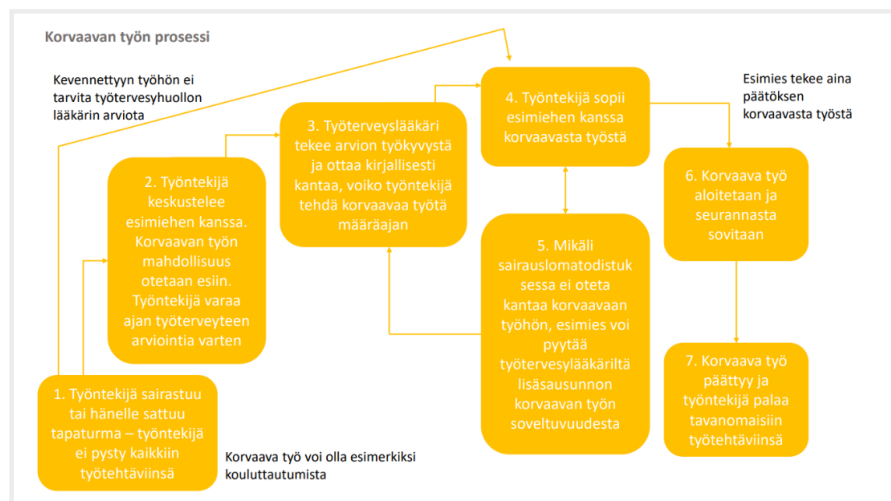 Korvaavan työn prosessi
Kevennettyyn työhön ei
tarvita työtervesyhuollon
lääkärin arviota
1. Työntekijä sairastuu
tai hänelle sattuu
tapaturma – työntekijä
ei pysty kaikkiin
työtehtäviinsä
2. Työntekijä
keskustelee
esimiehen kanssa.
Korvaavan työn
mahdollisuus
otetaan esiin.
Työntekijä varaa
ajan työterveyteen
arviointia varten
3. Työterveyslääkäri
tekee arvion työkyvystä
ja ottaa kirjallisesti
kantaa, voiko työntekijä
tehdä korvaavaa työtä
määräajan
4. Työntekijä sopii
esimiehen kanssa
korvaavasta työstä
5. Mikäli
sairauslomatodistuk
sessa ei oteta
kantaa korvaavaan
työhön, esimies voi
pyytää
työtervesylääkäriltä
lisäsausunnon
korvaavan työn
soveltuvuudesta
Esimies tekee aina
päätöksen
korvaavasta työstä
6. Korvaava työ
aloitetaan ja
seurannasta
sovitaan
7. Korvaava työ
päättyy ja
työntekijä palaa
tavanomaisiin
työtehtäviinsä
Korvaava työ voi olla esimerkiksi
kouluttautumista